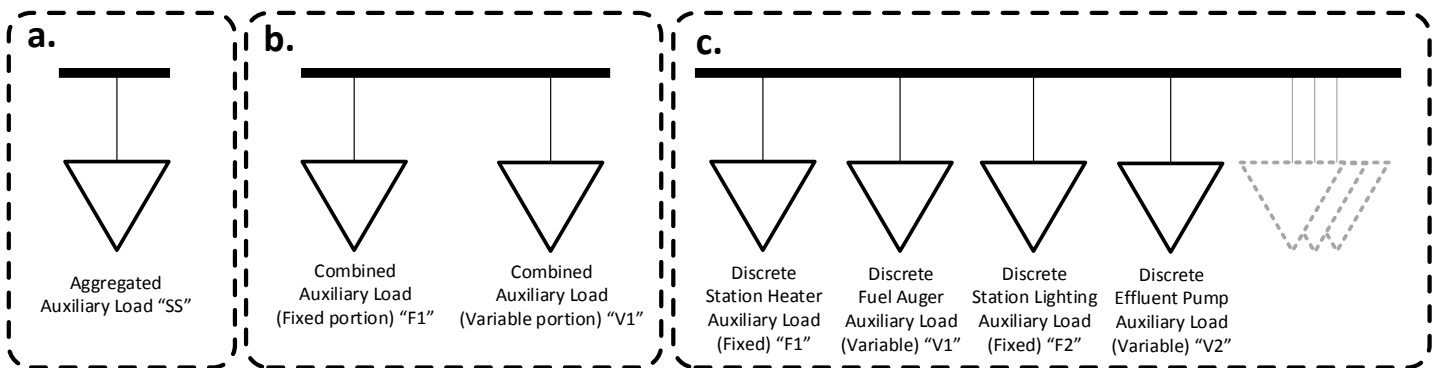 a.
Aggregated
Auxiliary Load “SS”
b.
Combined
Auxiliary Load
(Fixed portion) “F1”
Combined
Auxiliary Load
(Variable portion) “V1”
c.
Discrete
Station Heater
Auxiliary Load
(Fixed) “F1”
Discrete
Fuel Auger
Auxiliary Load
(Variable) “V1”
Discrete
Station Lighting
Auxiliary Load
(Fixed) “F2”
Discrete
Effluent Pump
Auxiliary Load
(Variable) “V2”